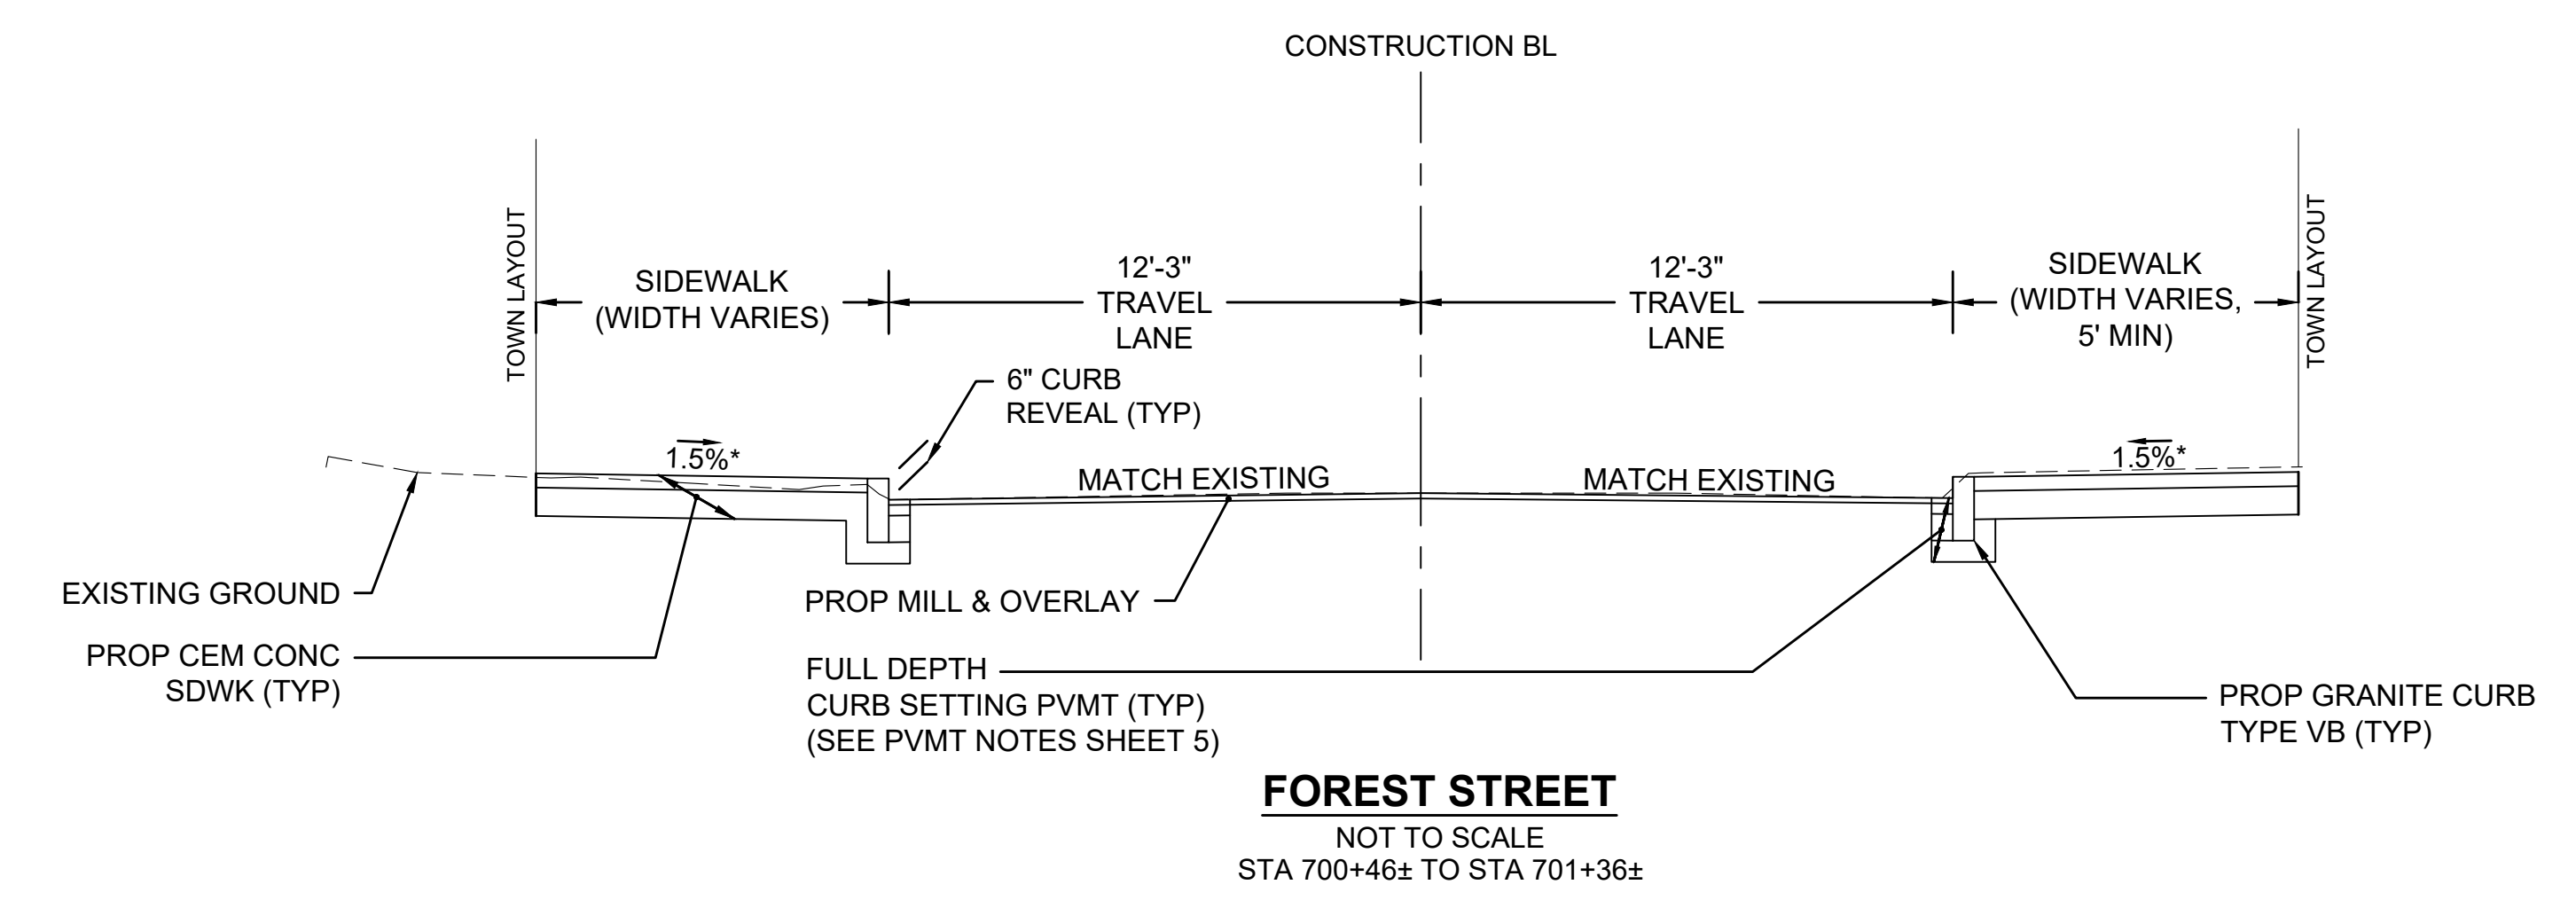 CONSTRUCTION BL
TOWN LAYOUT
SIDEWALK
(WIDTH VARIES)
12'-3"
TRAVEL
LANE
12'-3"
TRAVEL
LANE
SIDEWALK
(WIDTH VARIES,
5' MIN)
TOWN LAYOUT
6" CURB
REVEAL (TYP)
1.5%*
MATCH EXISTING
MATCH EXISTING
1.5%*
EXISTING GROUND
PROP CEM CONC
SDWK (TYP)
PROP MILL & OVERLAY
FULL DEPTH
CURB SETTING PVMT (TYP)
(SEE PVMT NOTES SHEET 5)
PROP GRANITE CURB
TYPE VB (TYP)
FOREST STREET
NOT TO SCALE
STA 700+46± TO STA 701+36±